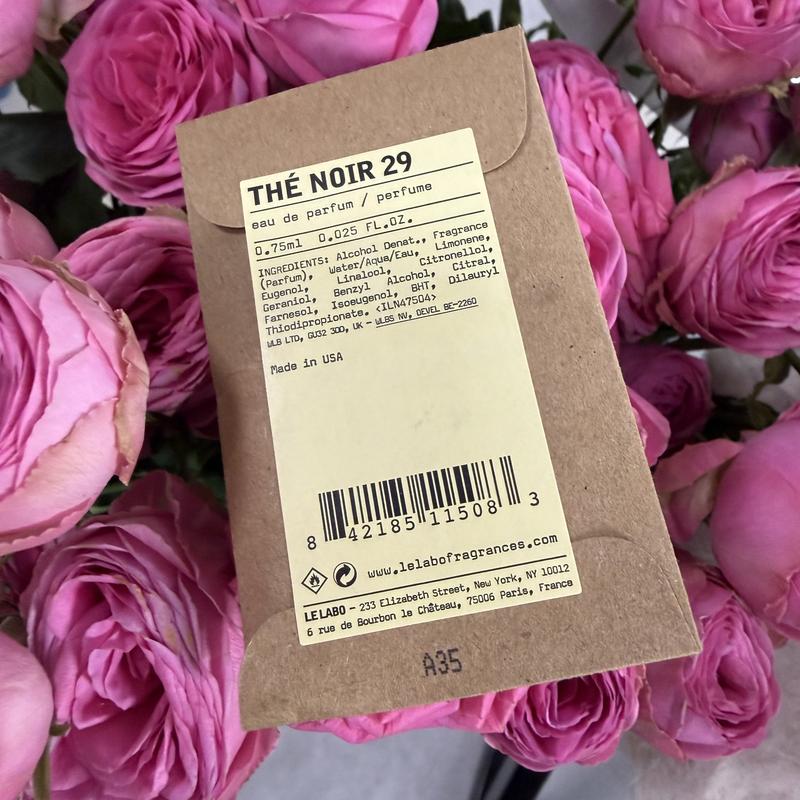 THÉ NOIR 29
eau de parfum / perfume
0.75ml 0.025 FL.OZ.
INGREDIENTS: Alcohol Denat., Fragrance
(Parfum), Water/Aqua/Eau, Limonene,
Eugenol, Linalool, Citronellol,
Geraniol, Benzyl Alcohol, Citral,
Farnesol, Isoeugenol, BHT, Dilauryl
Thiodipropionate. <ILN47504>
WLB LTD, GU32 3QO, UK - WLBS NV, DEVEL BE-2260
Made in USA
8 42185 11508 3
www.lelabofragrances.com
LE LABO - 233 Elizabeth Street, New York, NY 10012
6 rue de Bourbon le Château, 75006 Paris, France
A35